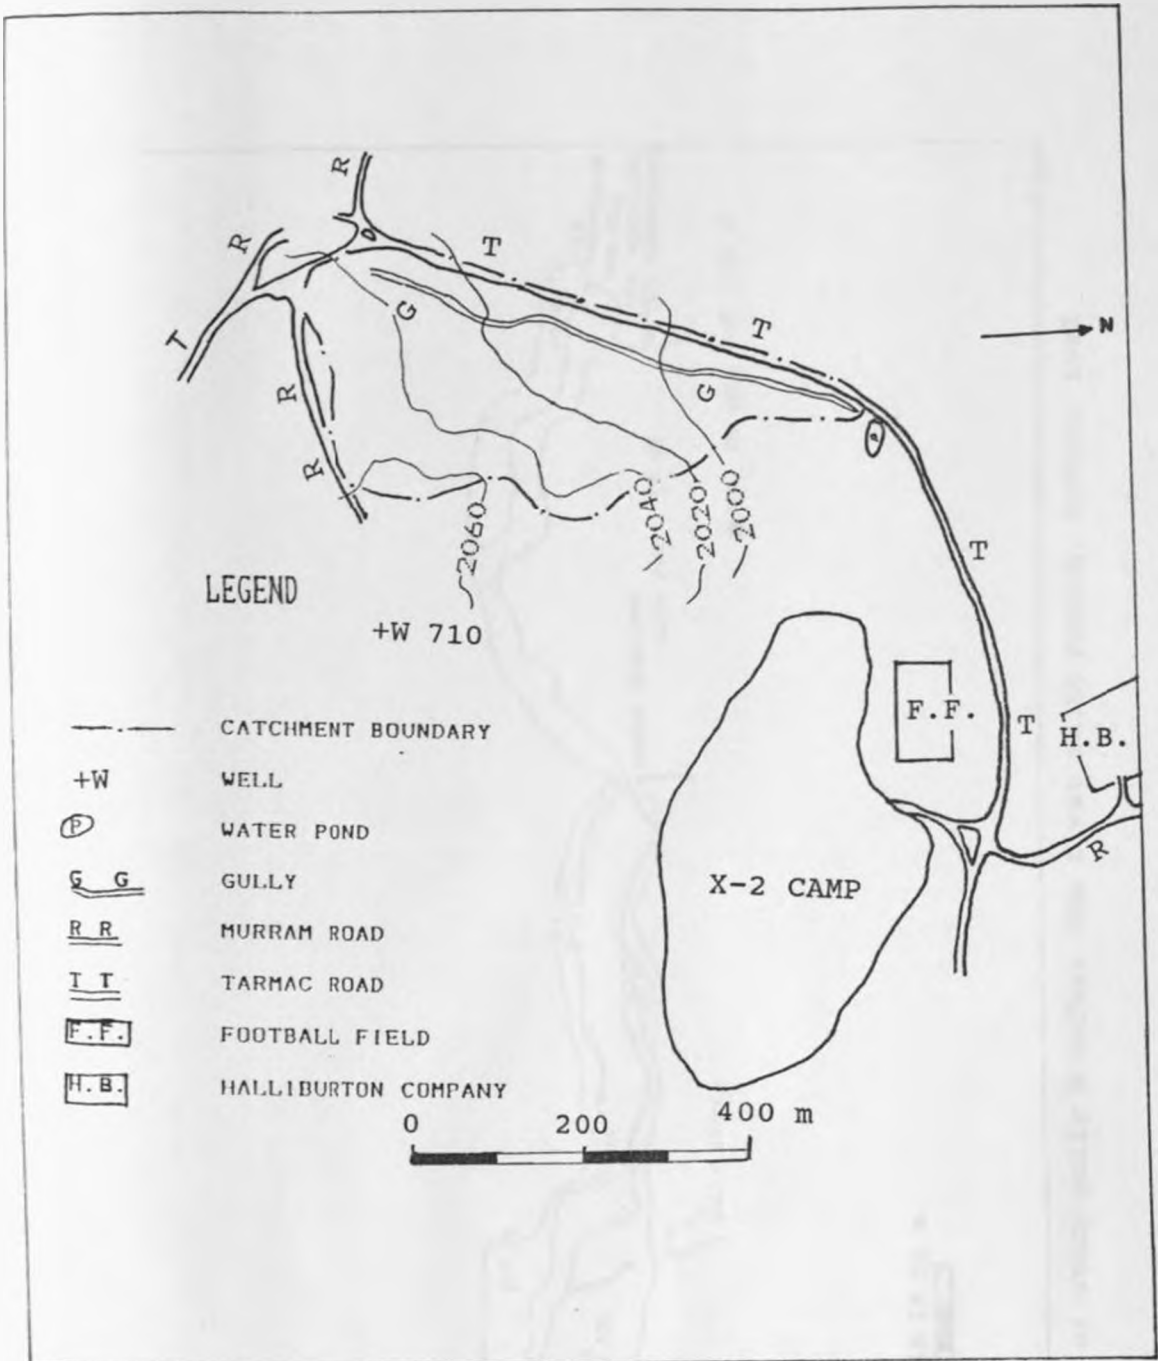 R
R
T
T
G
T
N
R
G
R
T
2060
2040
2020
2000
P
T
LEGEND
+W 710
F.F.
T
H.B.
R
X-2 CAMP
CATCHMENT BOUNDARY
+W WELL
P WATER POND
G G GULLY
R R MURRAM ROAD
T T TARMAC ROAD
F.F. FOOTBALL FIELD
H.B. HALLIBURTON COMPANY
0 200 400 m